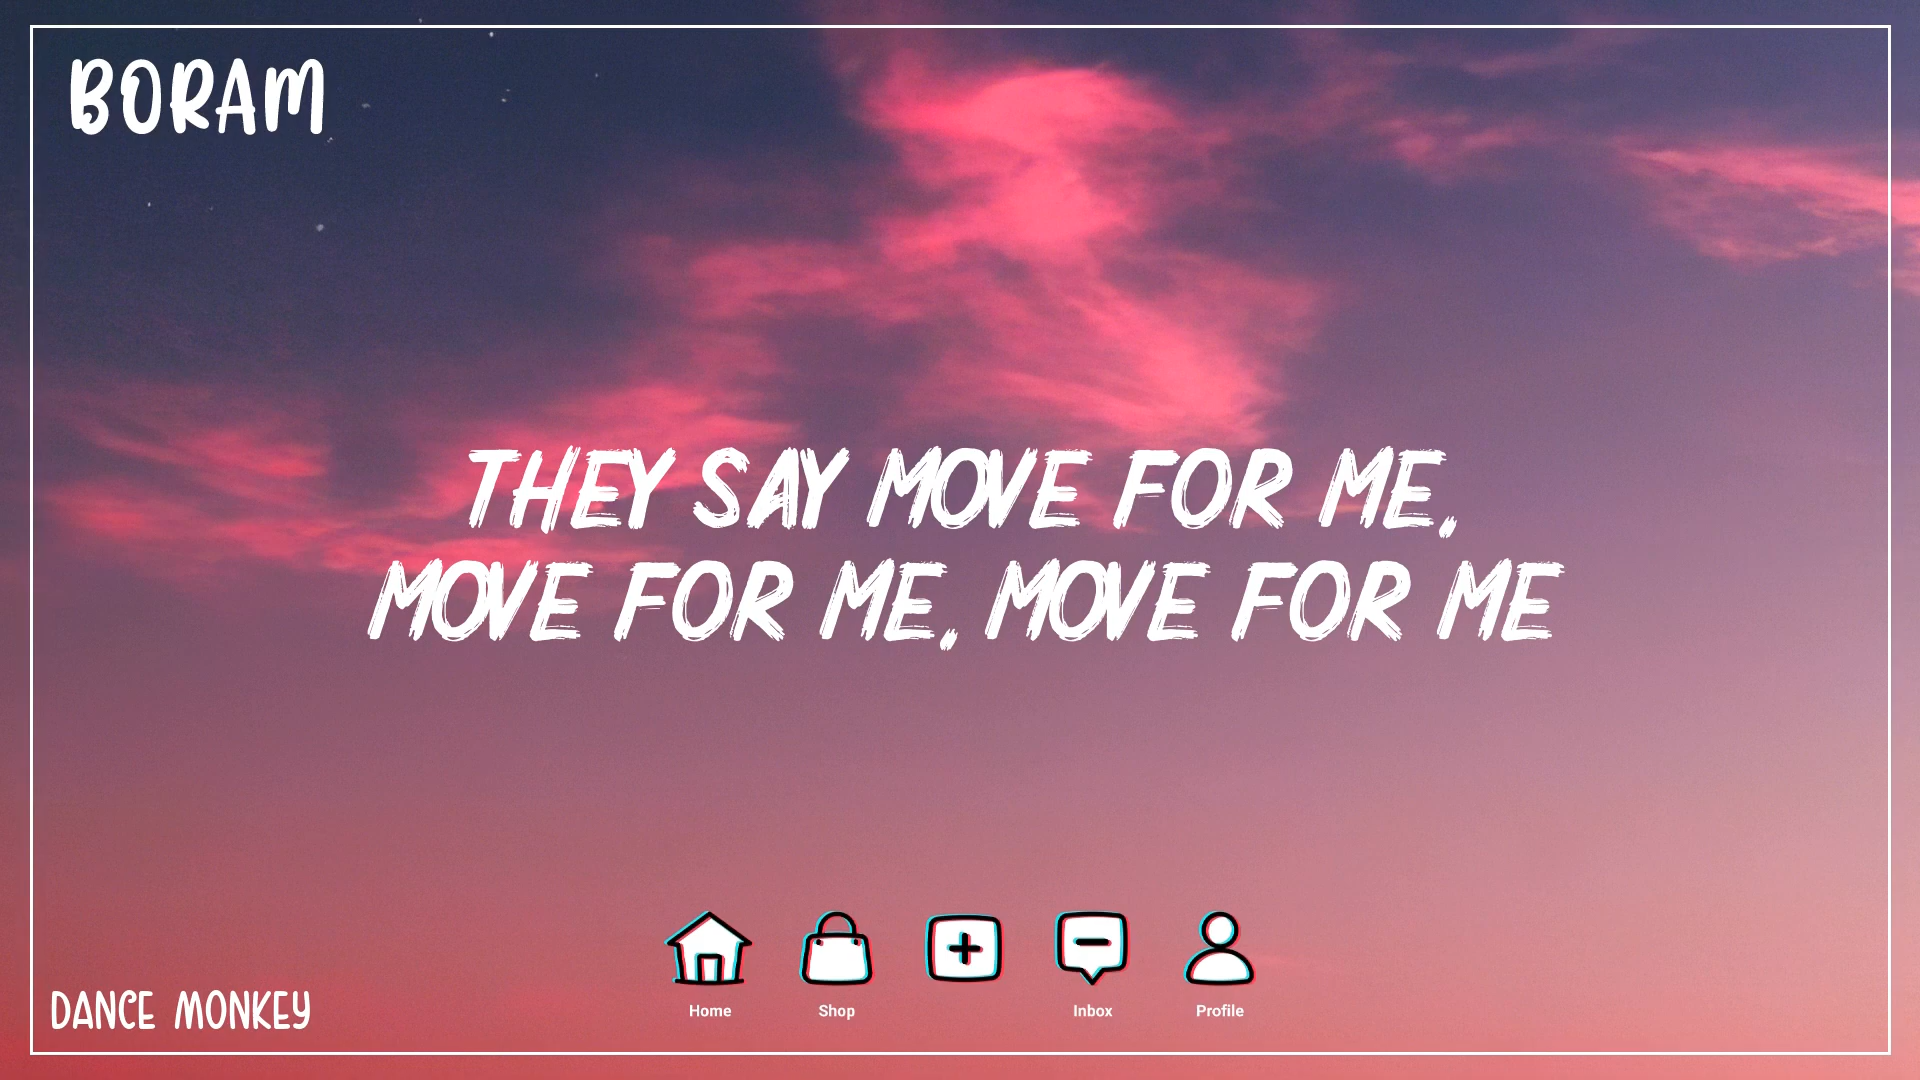 BORAM
THEY SAY MOVE FOR ME,
MOVE FOR ME, MOVE FOR ME
Home
Shop
Inbox
Profile
DANCE MONKEY